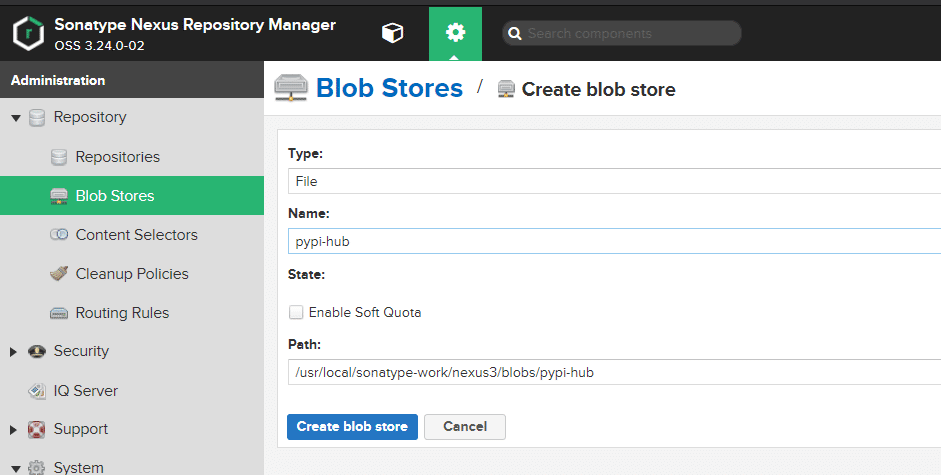 Sonatype Nexus Repository Manager
OSS 3.24.0-02
Search components
Administration
Repository
Repositories
Blob Stores
Content Selectors
Cleanup Policies
Routing Rules
Security
IQ Server
Support
System
Blob Stores / Create blob store
Type:
File
Name:
pypi-hub
State:
Enable Soft Quota
Path:
/usr/local/sonatype-work/nexus3/blobs/pypi-hub
Create blob store Cancel